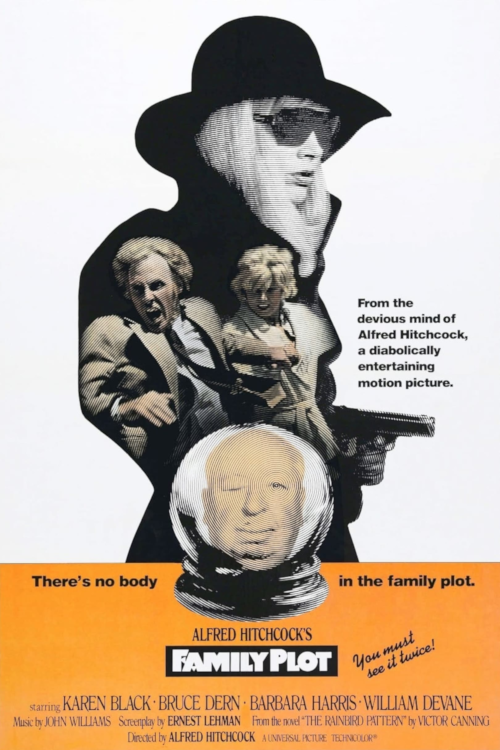 From the
devious mind of
Alfred Hitchcock,
a diabolically
entertaining
motion picture.
There's no body in the family plot.
ALFRED HITCHCOCK'S
FAMILY PLOT
You must
see it twice!
starring KAREN BLACK · BRUCE DERN · BARBARA HARRIS · WILLIAM DEVANE
Music by JOHN WILLIAMS Screenplay by ERNEST LEHMAN From the novel "THE RAINBIRD PATTERN" by VICTOR CANNING
Directed by ALFRED HITCHCOCK A UNIVERSAL PICTURE TECHNICOLOR®